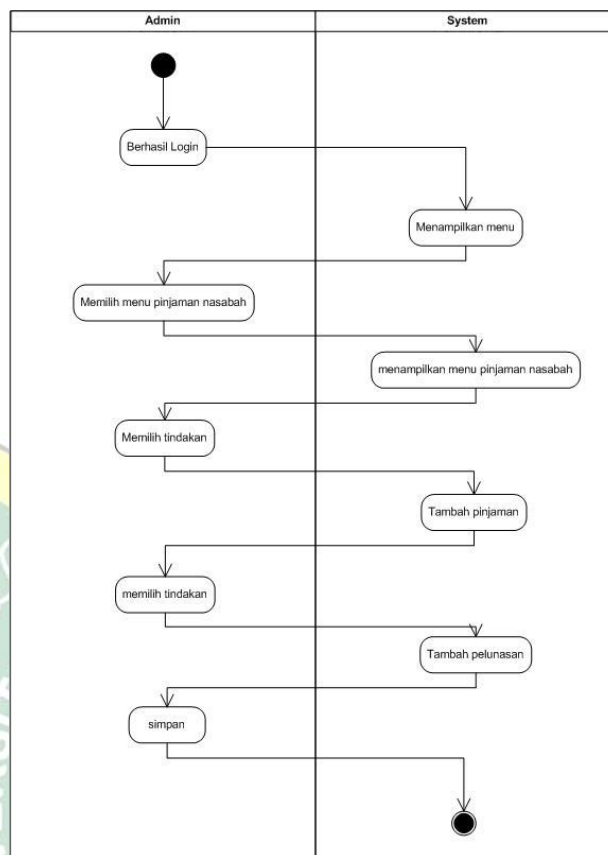 Admin
System
Berhasil Login
Menampilkan menu
Memilih menu pinjaman nasabah
menampilkan menu pinjaman nasabah
Memilih tindakan
Tambah pinjaman
memilih tindakan
Tambah pelunasan
simpan